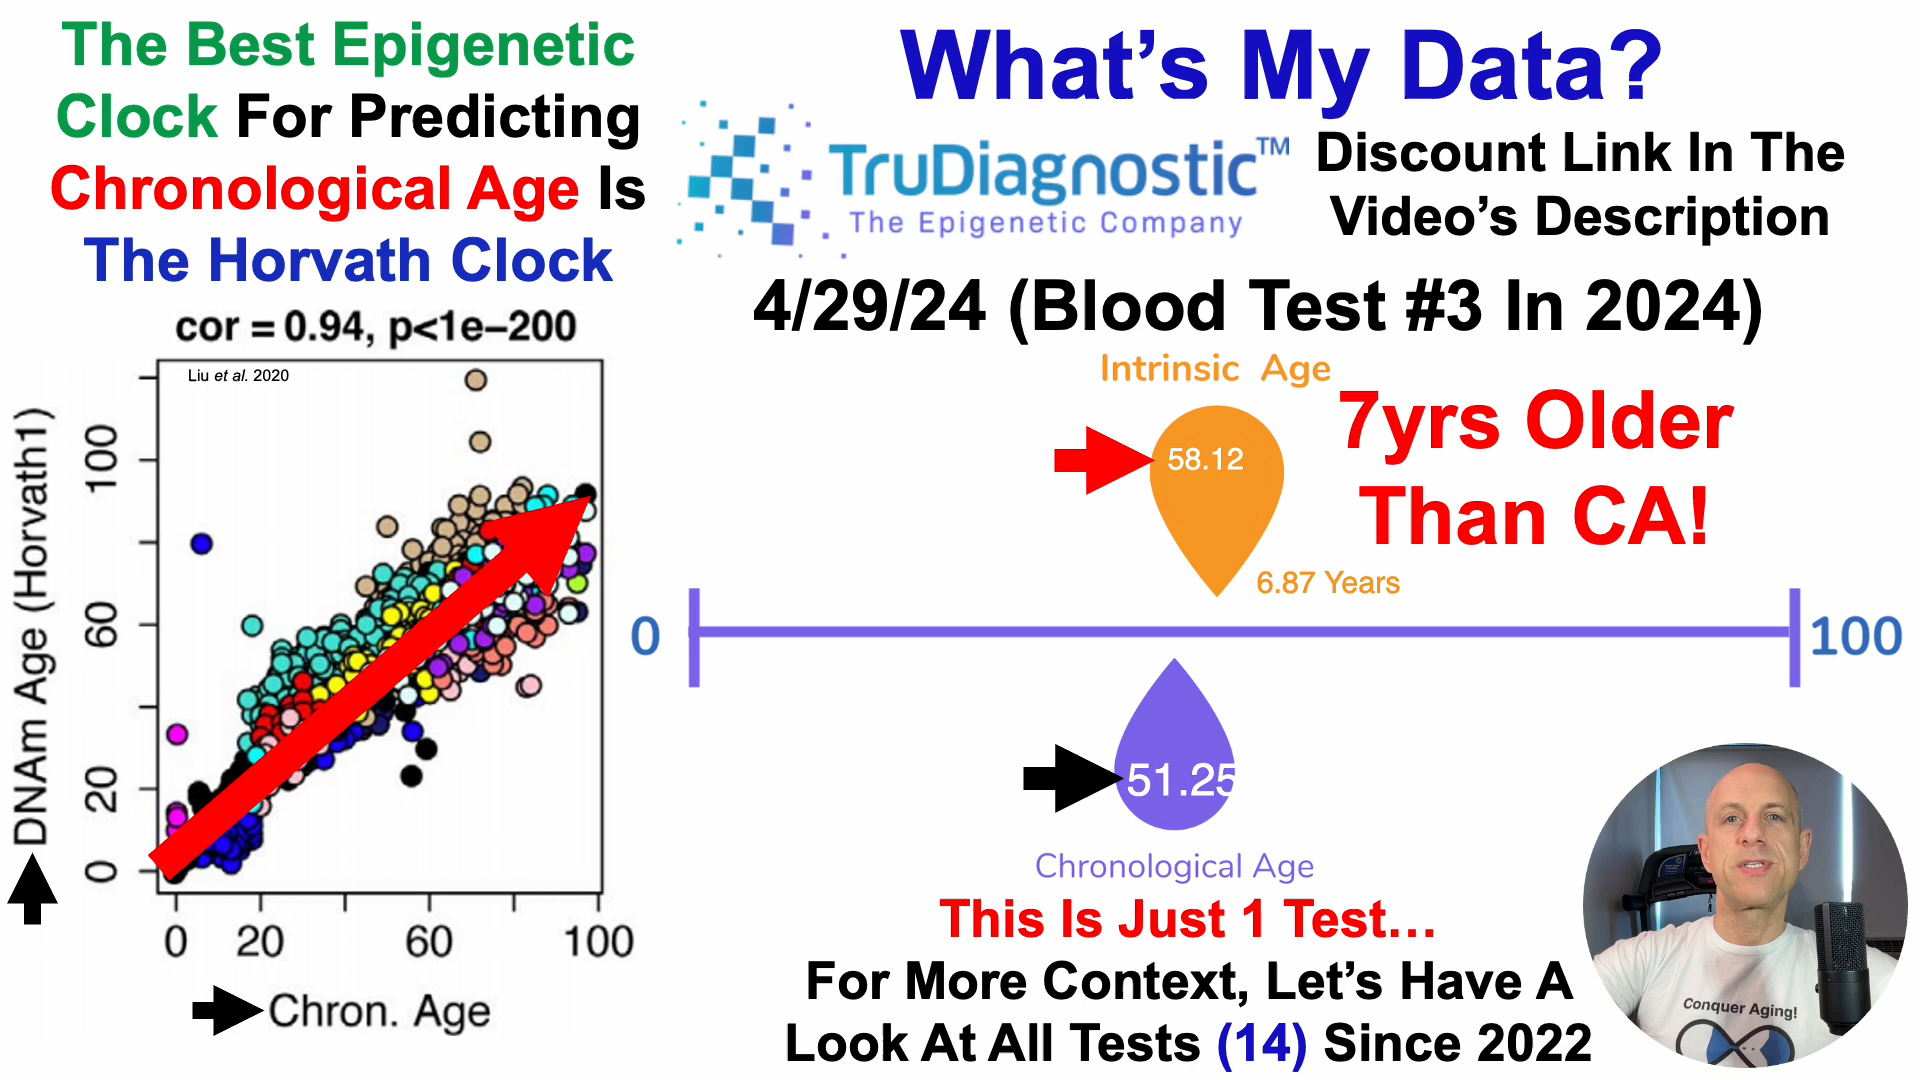 The Best Epigenetic
Clock For Predicting
Chronological Age Is
The Horvath Clock
cor = 0.94, p<1e−200
Liu et al. 2020
DNAm Age (Horvath1)
100
60
20
0
0 20 60 100
Chron. Age
What's My Data?
TruDiagnostic™
The Epigenetic Company
Discount Link In The
Video's Description
4/29/24 (Blood Test #3 In 2024)
Intrinsic Age
58.12
7yrs Older
Than CA!
6.87 Years
0
100
51.25
Chronological Age
This Is Just 1 Test...
For More Context, Let's Have A
Look At All Tests (14) Since 2022
Conquer Aging!